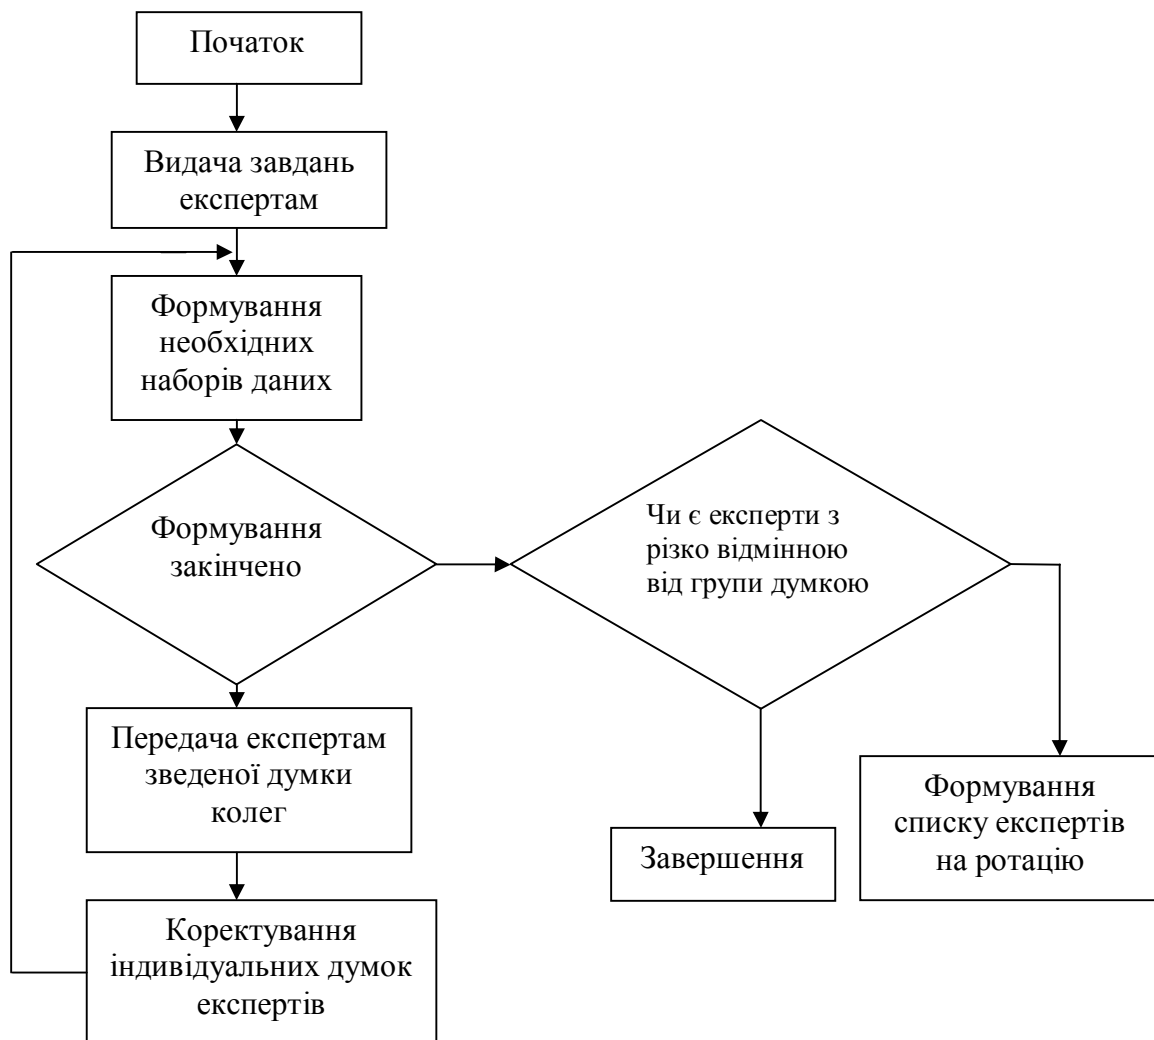 Початок
Видача завдань
експертам
Формування
необхідних
наборів даних
Формування
закінчено
Чи є експерти з
різко відмінною
від групи думкою
Передача експертам
зведеної думки
колег
Завершення
Формування
списку експертів
на ротацію
Коректування
індивідуальних думок
експертів